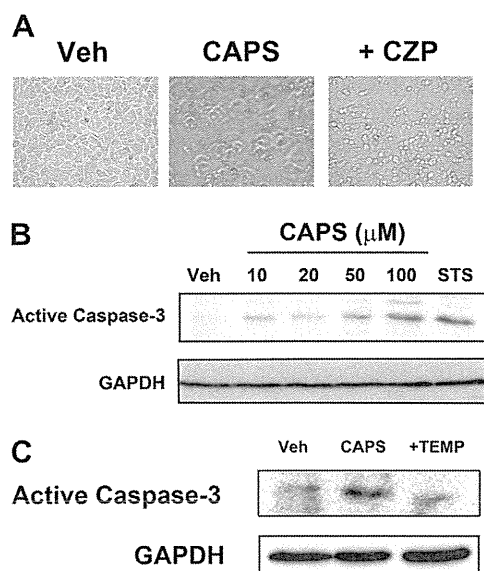 A
Veh CAPS + CZP
B
CAPS (μM)
Veh 10 20 50 100 STS
Active Caspase-3
GAPDH
C
Veh CAPS +TEMP
Active Caspase-3
GAPDH